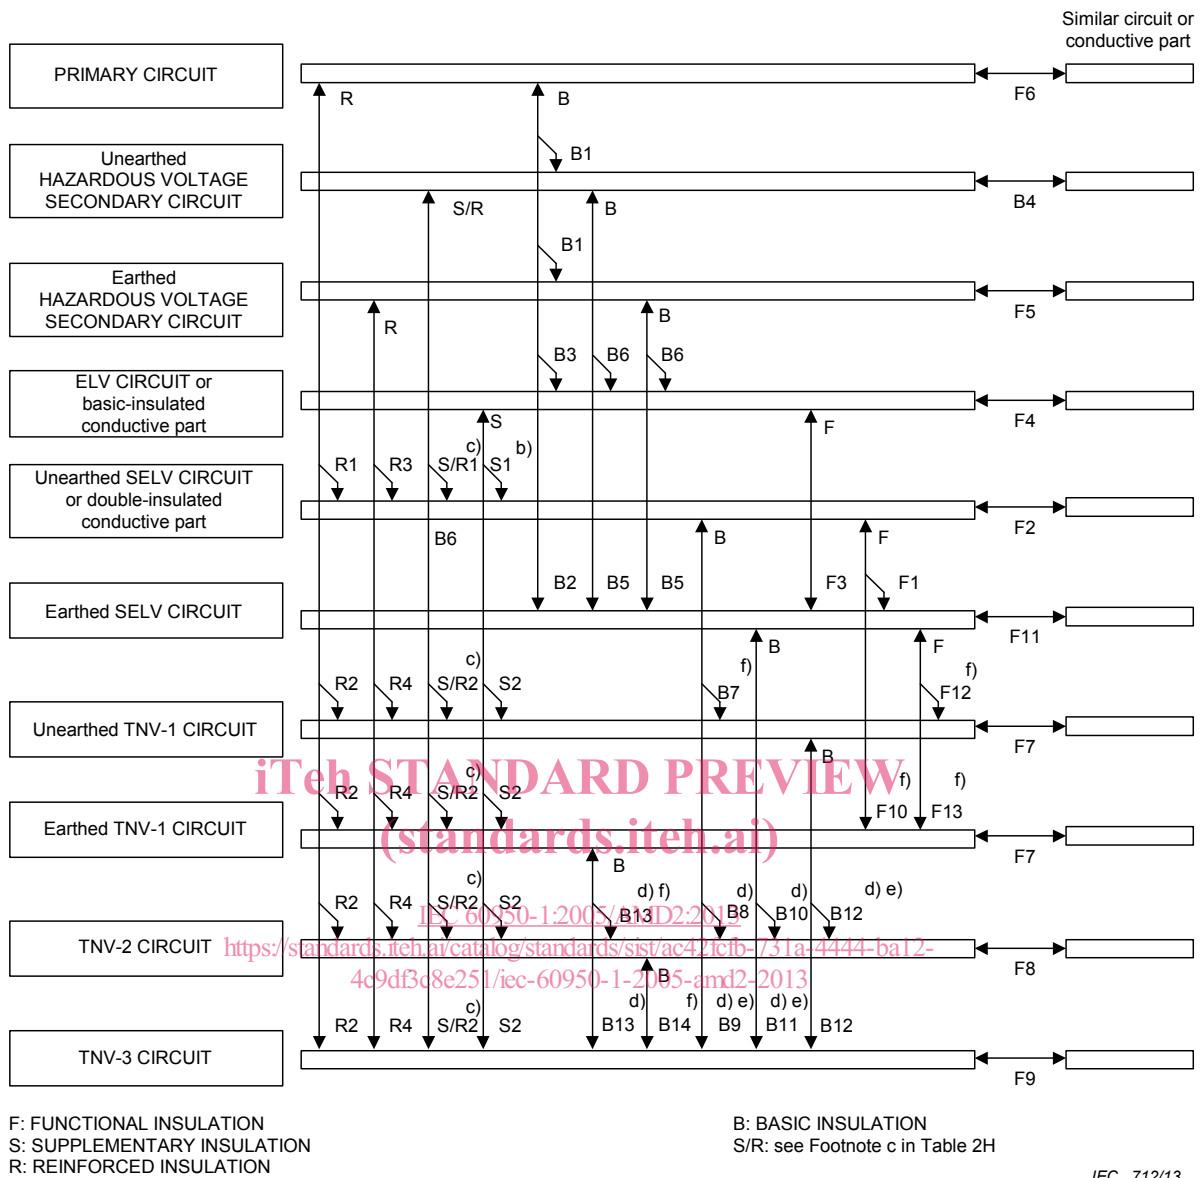 Similar circuit or
conductive part
PRIMARY CIRCUIT
R
B
F6
B1
Unearthed
HAZARDOUS VOLTAGE
SECONDARY CIRCUIT
S/R
B
B4
B1
Earthed
HAZARDOUS VOLTAGE
SECONDARY CIRCUIT
R
B
F5
B3
B6
B6
ELV CIRCUIT or
basic-insulated
conductive part
S
F
F4
c)
b)
R1
R3
S/R1
S1
Unearthed SELV CIRCUIT
or double-insulated
conductive part
B6
B
F
F2
B2
B5
B5
F3
F1
Earthed SELV CIRCUIT
B
F
F11
c)
f)
f)
R2
R4
S/R2
S2
B7
F12
Unearthed TNV-1 CIRCUIT
B
F7
iTeh STANDARD PREVIEW
c)
f)
f)
R2
R4
S/R2
S2
F10
F13
Earthed TNV-1 CIRCUIT
(standards.iteh.ai)
B
F7
c)
d) f)
d)
d)
d) e)
R2
R4
S/R2
S2
B13
B8
B10
B12
IEC 60950-1:2005/AMD2:2013
TNV-2 CIRCUIT
https://standards.iteh.ai/catalog/standards/sist/ac42fcfb-731a-4444-ba12-
4c9df3c8e251/iec-60950-1-2005-amd2-2013
B
F8
c)
d)
f)
d) e)
d) e)
R2
R4
S/R2
S2
B13
B14
B9
B11
B12
TNV-3 CIRCUIT
F9
F: FUNCTIONAL INSULATION
B: BASIC INSULATION
S: SUPPLEMENTARY INSULATION
S/R: see Footnote c in Table 2H
R: REINFORCED INSULATION
IEC 712/13